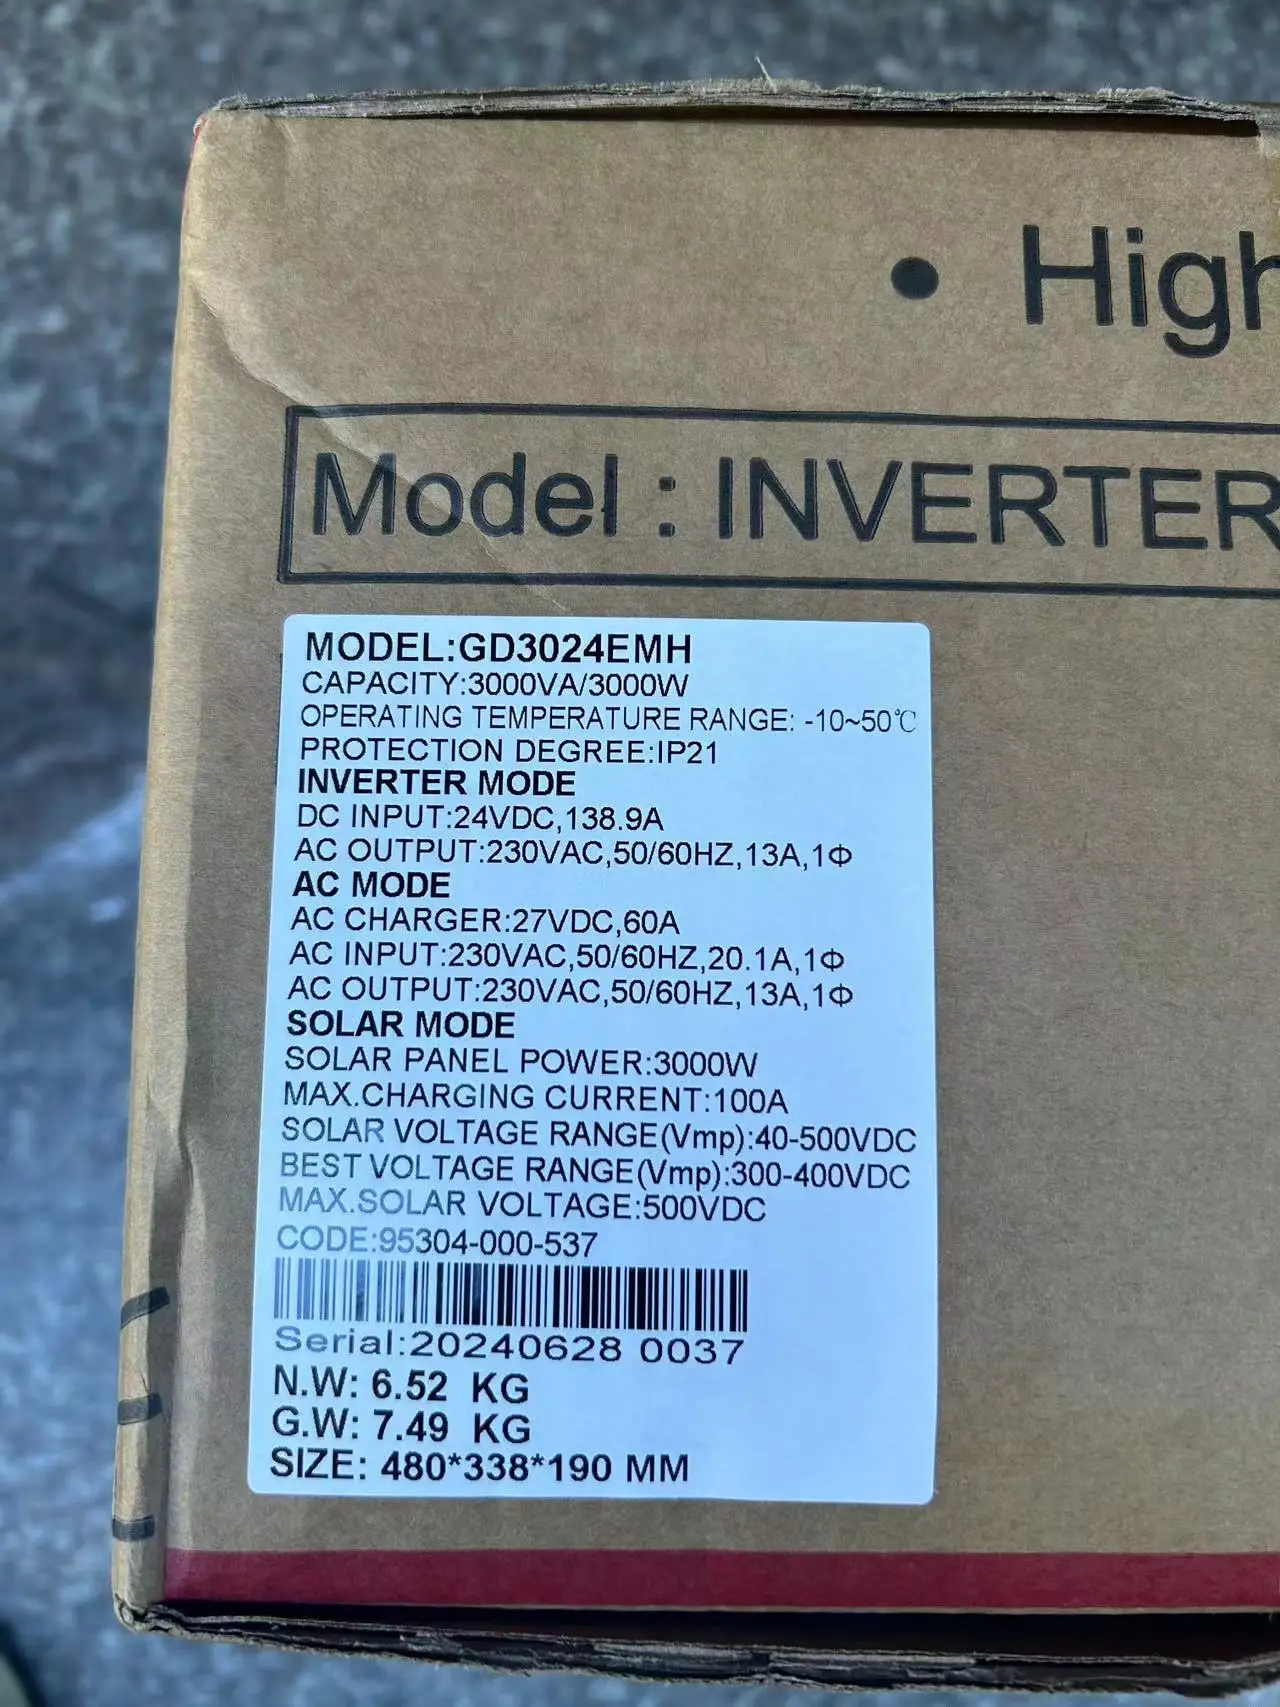 • High
Model : INVERTER
MODEL:GD3024EMH
CAPACITY:3000VA/3000W
OPERATING TEMPERATURE RANGE: -10~50℃
PROTECTION DEGREE:IP21
INVERTER MODE
DC INPUT:24VDC,138.9A
AC OUTPUT:230VAC,50/60HZ,13A,1Φ
AC MODE
AC CHARGER:27VDC,60A
AC INPUT:230VAC,50/60HZ,20.1A,1Φ
AC OUTPUT:230VAC,50/60HZ,13A,1Φ
SOLAR MODE
SOLAR PANEL POWER:3000W
MAX.CHARGING CURRENT:100A
SOLAR VOLTAGE RANGE(Vmp):40-500VDC
BEST VOLTAGE RANGE(Vmp):300-400VDC
MAX.SOLAR VOLTAGE:500VDC
CODE:95304-000-537
Serial:20240628 0037
N.W: 6.52 KG
G.W: 7.49 KG
SIZE: 480*338*190 MM